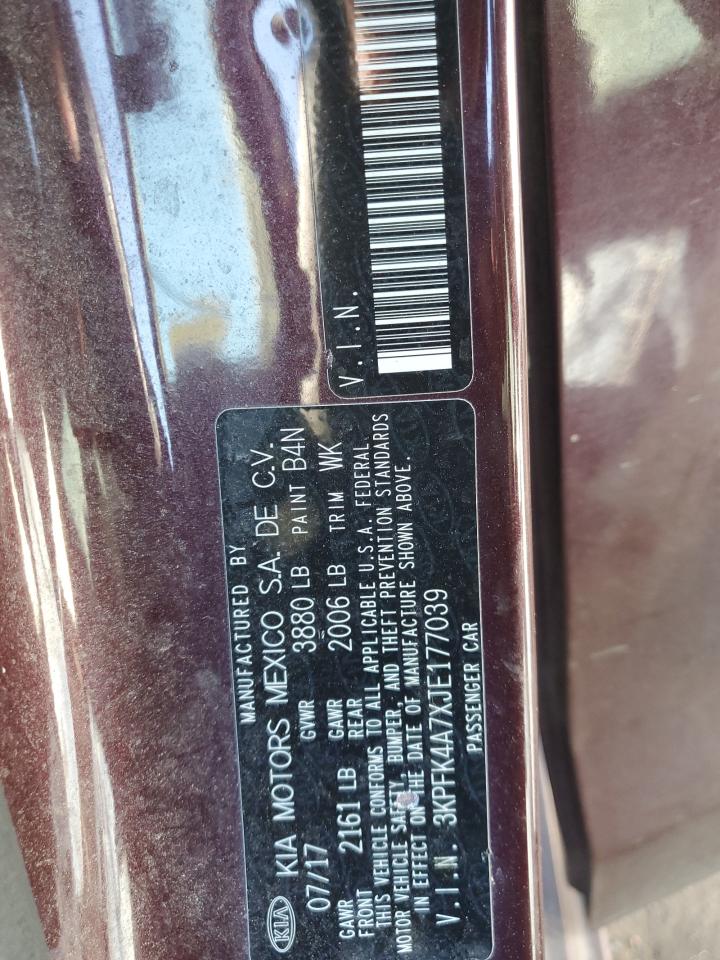 MANUFACTURED BY
KIA KIA MOTORS MEXICO S.A. DE C.V.
07/17 GVWR 3880 LB PAINT B4N
GAWR FRONT 2161 LB GAWR REAR 2006 LB TRIM WK
THIS VEHICLE CONFORMS TO ALL APPLICABLE U.S.A. FEDERAL
MOTOR VEHICLE SAFETY, BUMPER, AND THEFT PREVENTION STANDARDS
IN EFFECT ON THE DATE OF MANUFACTURE SHOWN ABOVE.
V.I.N. 3KPFK4A7XJE177039
PASSENGER CAR
V.I.N.